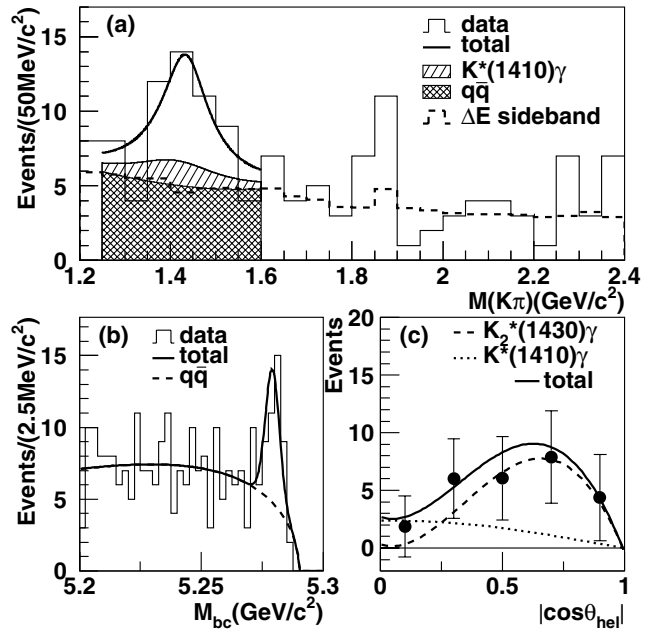 (a)
data
total
K*(1410)γ
qq̅
ΔE sideband
Events/(50MeV/c²)
15
10
5
0
1.2 1.4 1.6 1.8 2 2.2 2.4
M(Kπ)(GeV/c²)
(b)
data
total
qq̅
Events/(2.5MeV/c²)
15
10
5
0
5.2 5.25 5.3
M_bc(GeV/c²)
(c)
K₂*(1430)γ
K*(1410)γ
total
Events
20
15
10
5
0
0 0.5 1
|cosθ_hel|